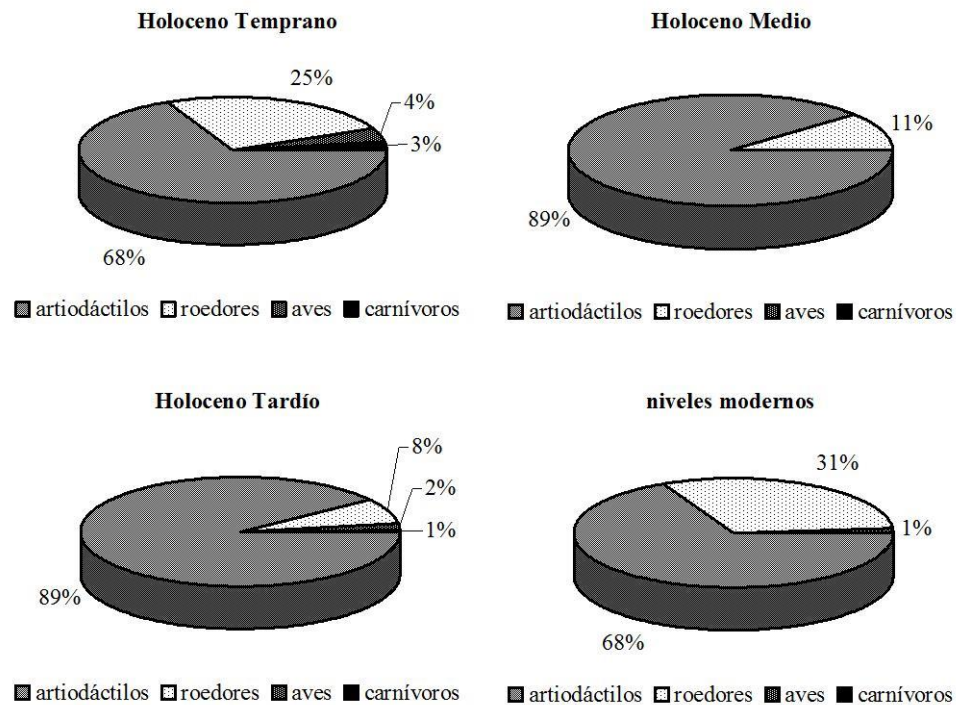 Holoceno Temprano
25%
4%
3%
68%
artiodáctilos roedores aves carnívoros
Holoceno Medio
11%
89%
artiodáctilos roedores aves carnívoros
Holoceno Tardío
8%
2%
1%
89%
artiodáctilos roedores aves carnívoros
niveles modernos
31%
1%
68%
artiodáctilos roedores aves carnívoros